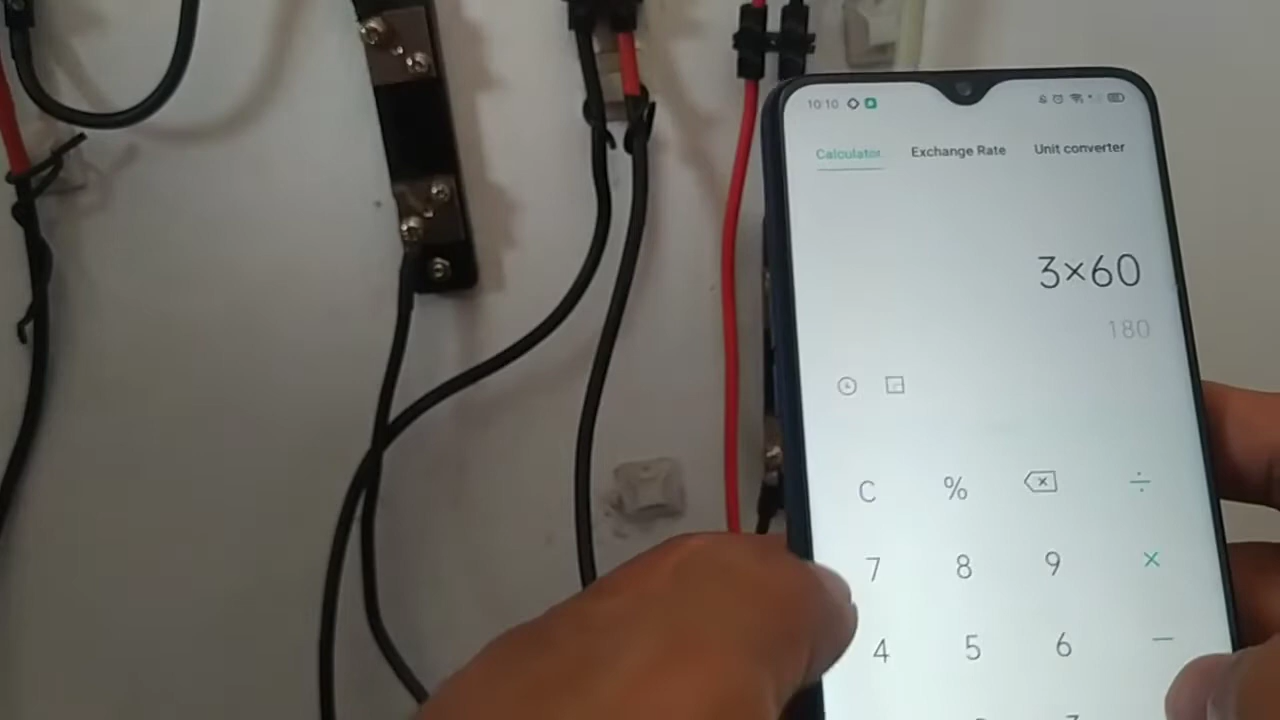 10:10
Calculator Exchange Rate Unit converter
3×60
180
C % ÷
7 8 9 ×
4 5 6 —